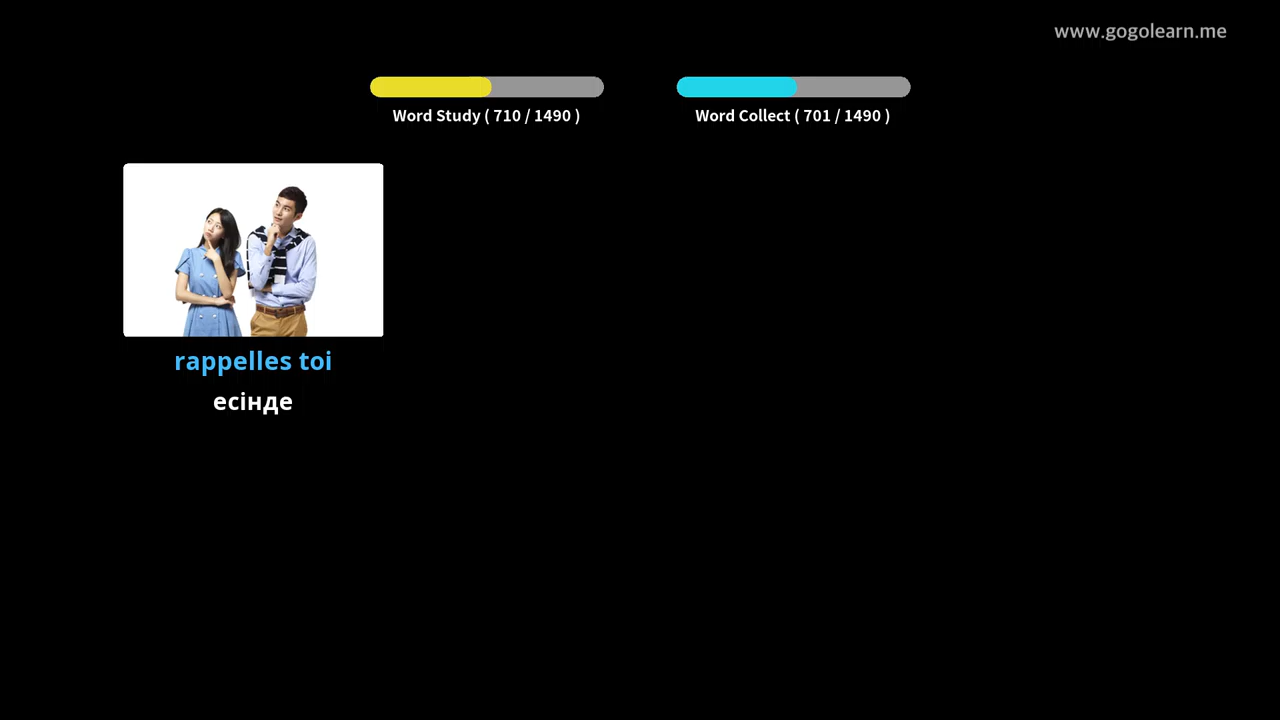 www.gogolearn.me
Word Study ( 710 / 1490 )
Word Collect ( 701 / 1490 )
rappelles toi
есінде